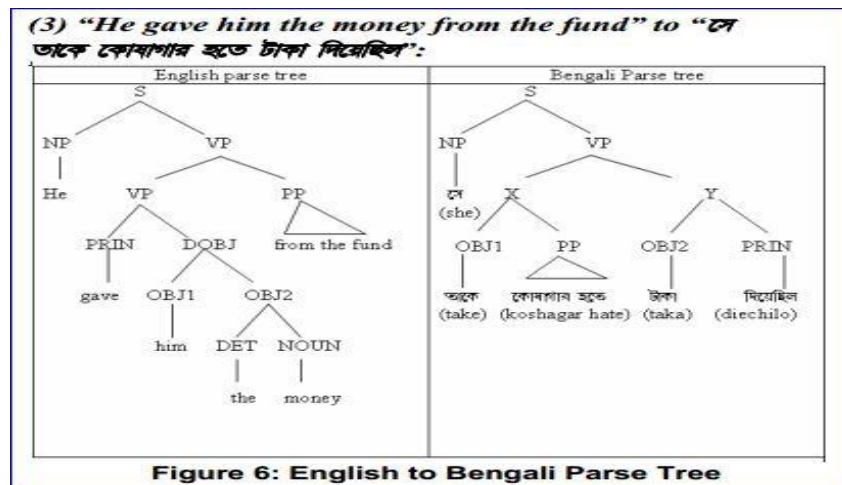 (3) “He gave him the money from the fund” to “সে
তাকে কোষাগার হতে টাকা দিয়েছিল”:
English parse tree
S
NP VP
He VP PP
PRIN DOBJ from the fund
gave OBJ1 OBJ2
him DET NOUN
the money
Bengali Parse tree
S
NP VP
সে X Y
(she)
OBJ1 PP OBJ2 PRIN
তাকে কোষাগার হতে টাকা দিয়েছিল
(take) (koshagar hate) (taka) (diechilo)
Figure 6: English to Bengali Parse Tree